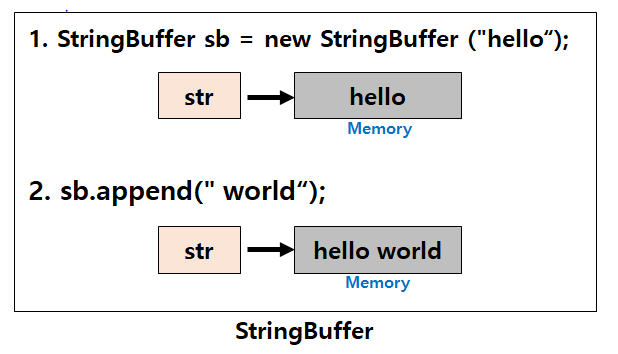 1. StringBuffer sb = new StringBuffer ("hello“);
str
hello
Memory
2. sb.append(" world“);
str
hello world
Memory
StringBuffer